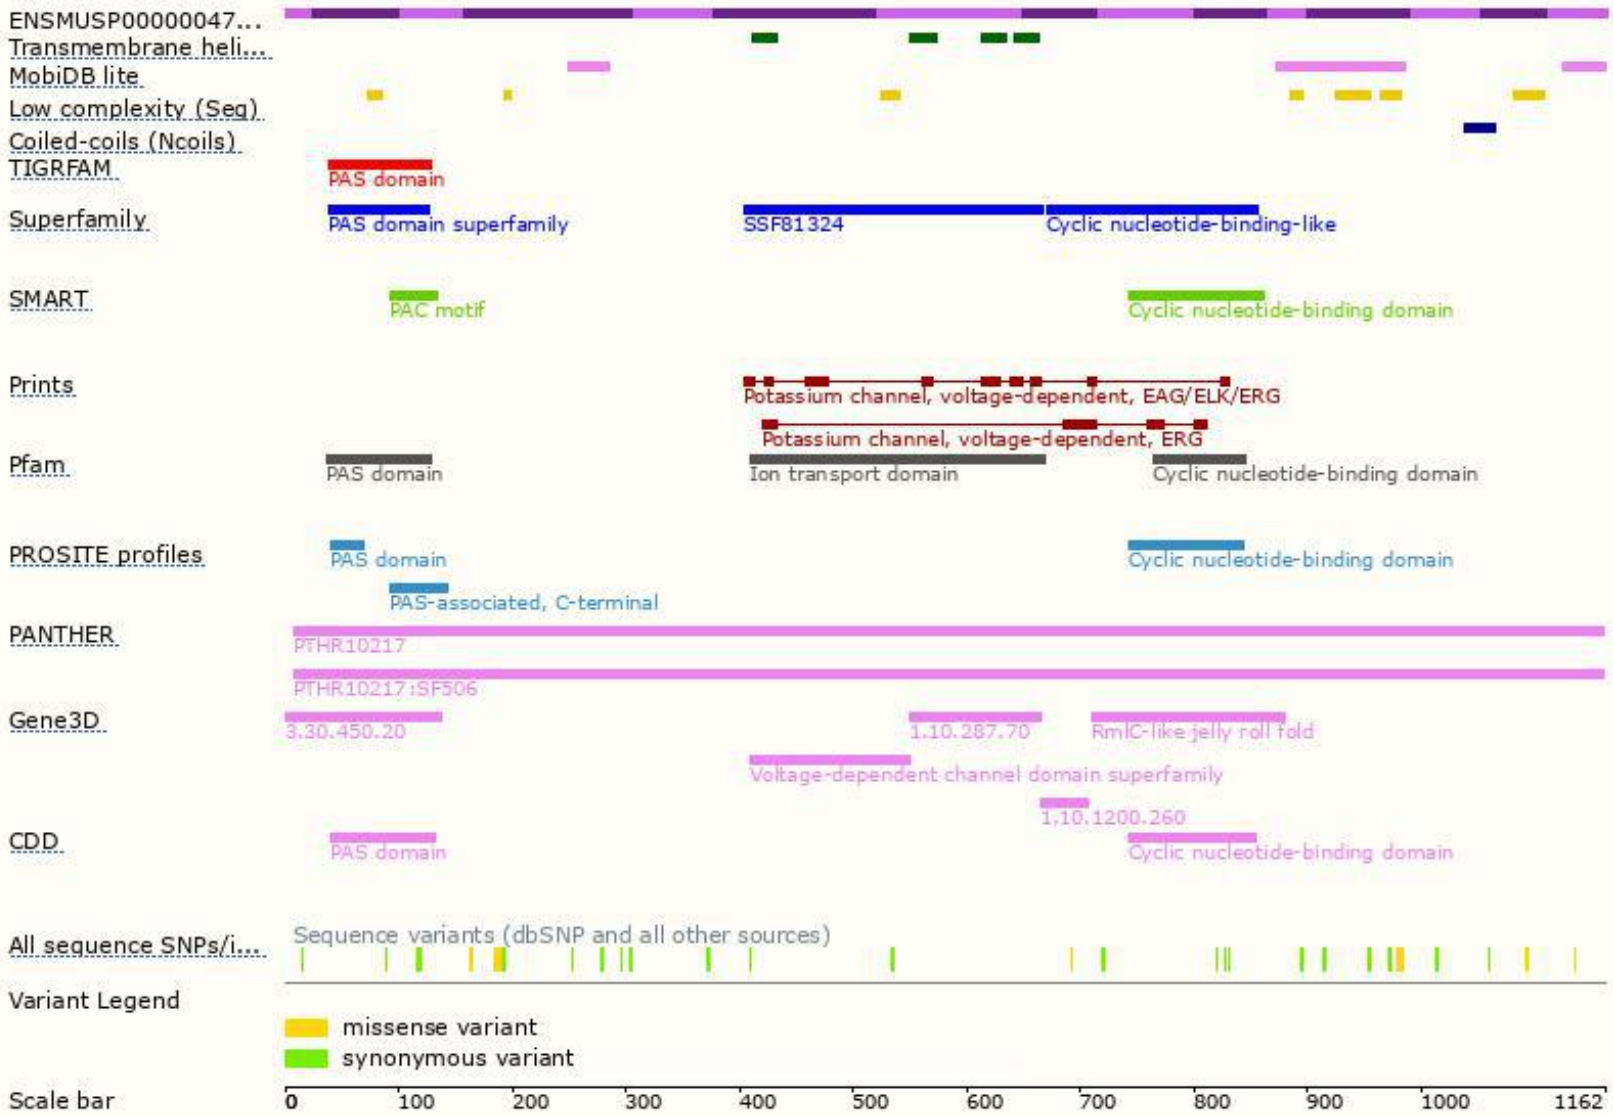 ENSMUSP00000047...
Transmembrane heli...
MobiDB lite
Low complexity (Seg)
Coiled-coils (Ncoils)
TIGRFAM
PAS domain
Superfamily
PAS domain superfamily
SSF81324
Cyclic nucleotide-binding-like
SMART
PAC motif
Cyclic nucleotide-binding domain
Prints
Potassium channel, voltage-dependent, EAG/ELK/ERG
Potassium channel, voltage-dependent, ERG
Pfam
PAS domain
Ion transport domain
Cyclic nucleotide-binding domain
PROSITE profiles
PAS domain
Cyclic nucleotide-binding domain
PAS-associated, C-terminal
PANTHER
PTHR10217
PTHR10217:SF506
Gene3D
3.30.450.20
1.10.287.70
RmlC-like jelly roll fold
Voltage-dependent channel domain superfamily
1.10.1200.260
CDD
PAS domain
Cyclic nucleotide-binding domain
All sequence SNPs/i...
Sequence variants (dbSNP and all other sources)
Variant Legend
missense variant
synonymous variant
Scale bar
0 100 200 300 400 500 600 700 800 900 1000 1162